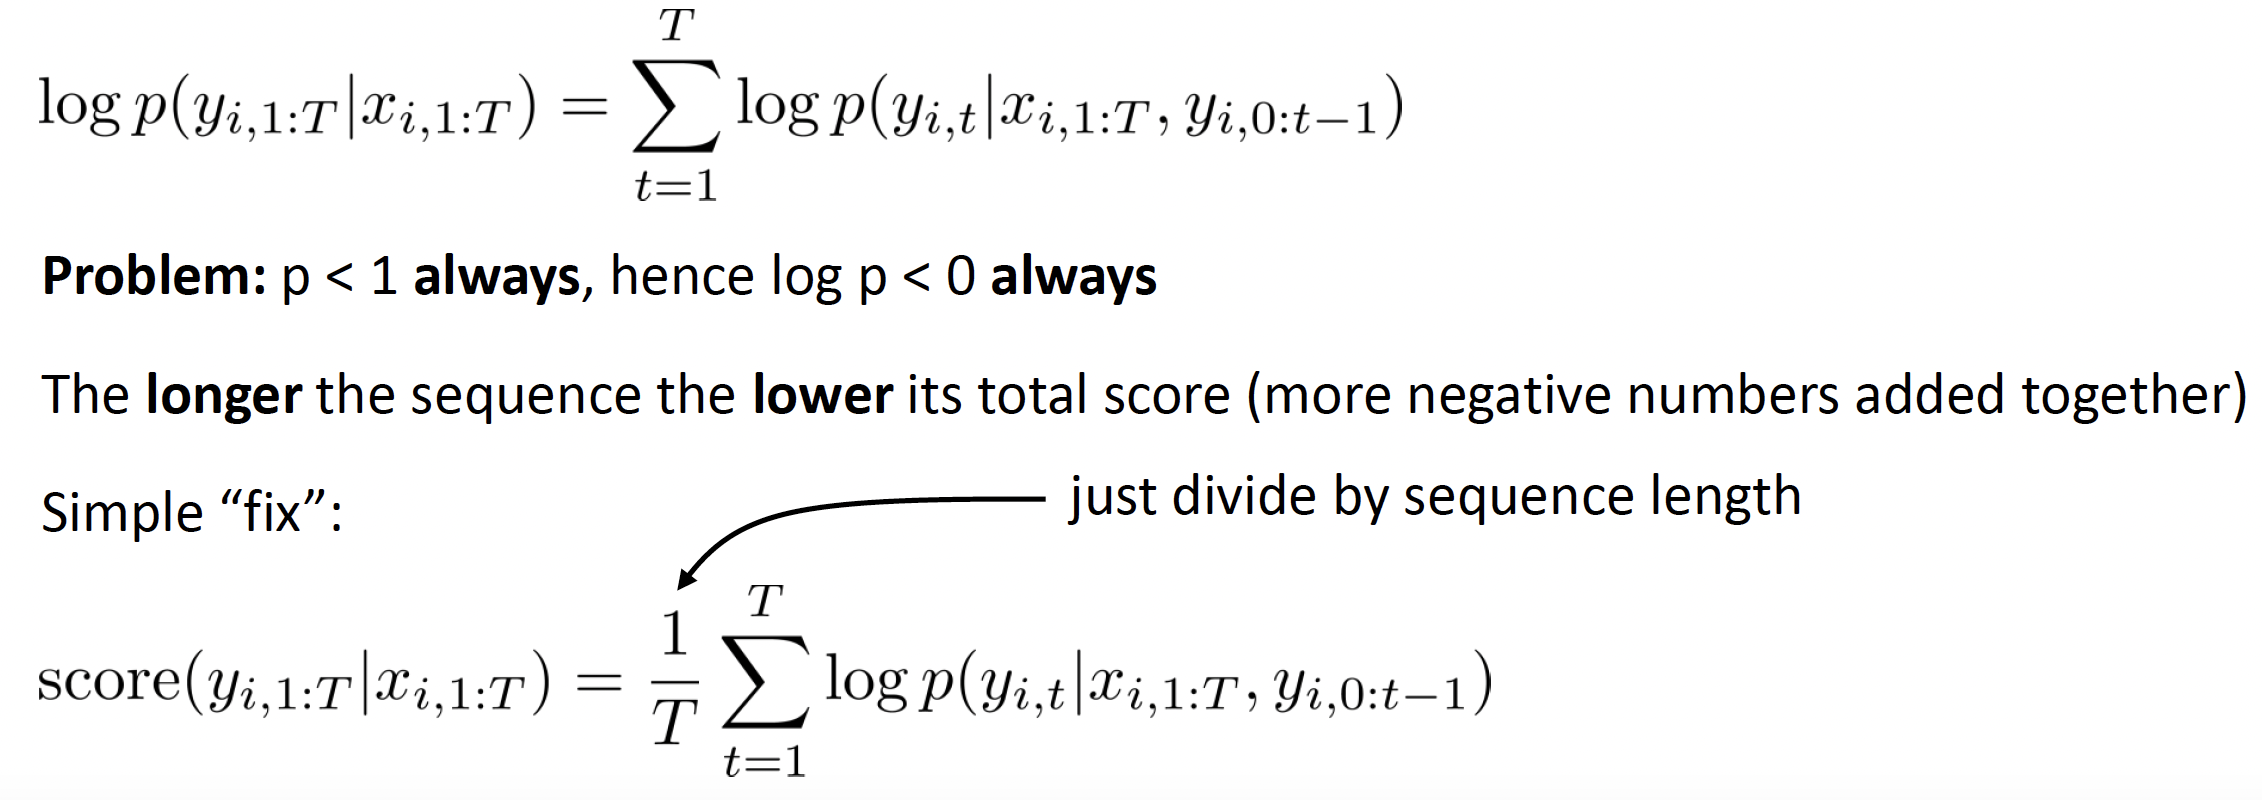 log p(y_{i,1:T}|x_{i,1:T}) = \sum_{t=1}^{T} log p(y_{i,t}|x_{i,1:T}, y_{i,0:t-1})
Problem: p < 1 always, hence log p < 0 always
The longer the sequence the lower its total score (more negative numbers added together)
just divide by sequence length
Simple “fix”:
score(y_{i,1:T}|x_{i,1:T}) = \frac{1}{T} \sum_{t=1}^{T} log p(y_{i,t}|x_{i,1:T}, y_{i,0:t-1})